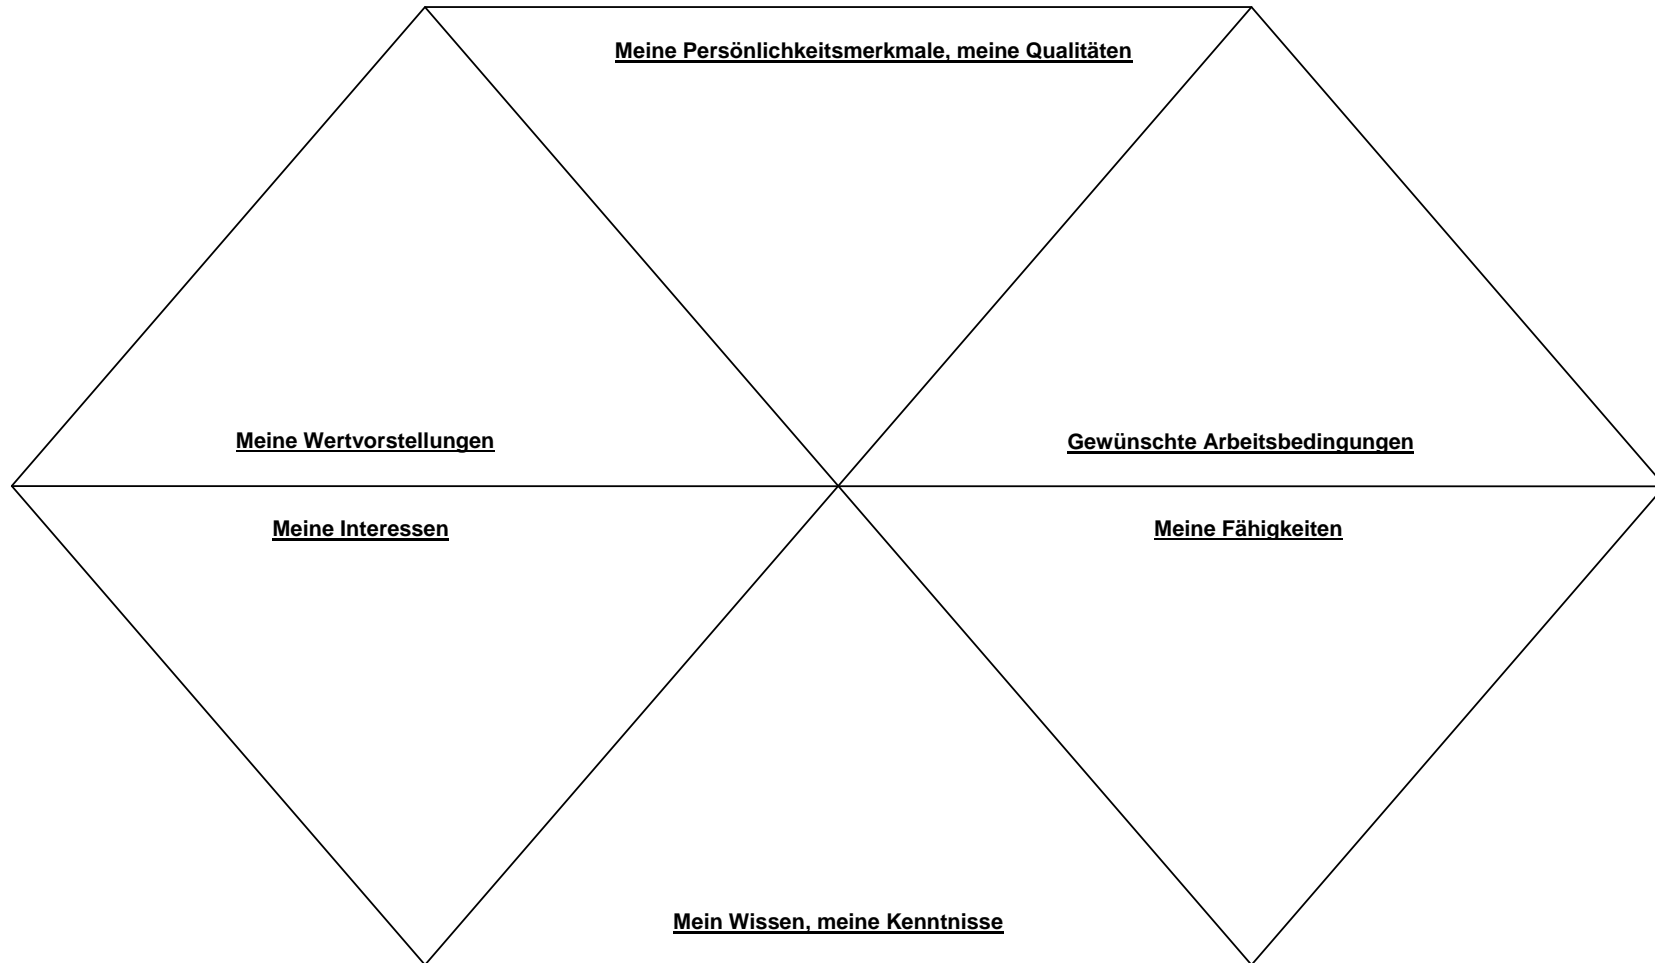 Meine Persönlichkeitsmerkmale, meine Qualitäten
Meine Wertvorstellungen
Gewünschte Arbeitsbedingungen
Meine Interessen
Meine Fähigkeiten
Mein Wissen, meine Kenntnisse